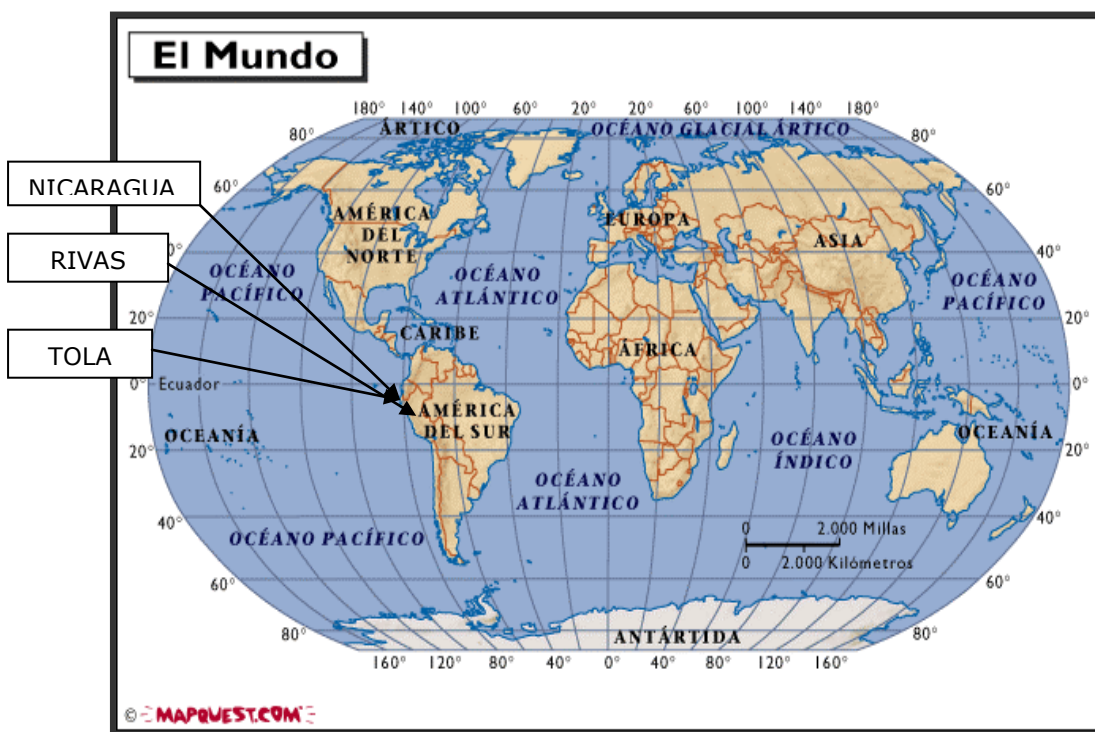 El Mundo
180° 140° 100° 60° 20° 20° 60° 100° 140° 180°
80° ÁRTICO OCÉANO GLACIAL ÁRTICO 80°
NICARAGUA
60° 60°
AMÉRICA
DEL
NORTE
EUROPA
ASIA
RIVAS
0° 40°
OCÉANO
PACÍFICO
OCÉANO
ATLÁNTICO
OCÉANO
PACÍFICO
20° 20°
CARIBE
TOLA
ÁFRICA
0° Ecuador 0°
AMÉRICA
DEL SUR
OCEANÍA
OCÉANO
ÍNDICO
OCEANÍA
20° 20°
OCÉANO
ATLÁNTICO
40° 40°
OCÉANO PACÍFICO
0 2.000 Millas
0 2.000 Kilómetros
60° 60°
80° ANTÁRTIDA 80°
160° 120° 80° 40° 0° 40° 80° 120° 160°
© MAPQUEST.COM